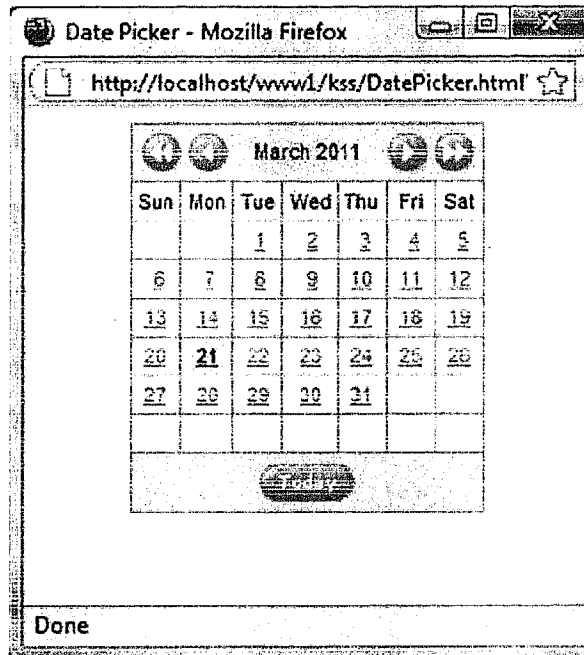 Date Picker - Mozilla Firefox
http://localhost/www1/kss/DatePicker.html
March 2011
Sun Mon Tue Wed Thu Fri Sat
1 2 3 4 5
6 7 8 9 10 11 12
13 14 15 16 17 18 19
20 21 22 23 24 25 26
27 28 29 30 31
Today
Done